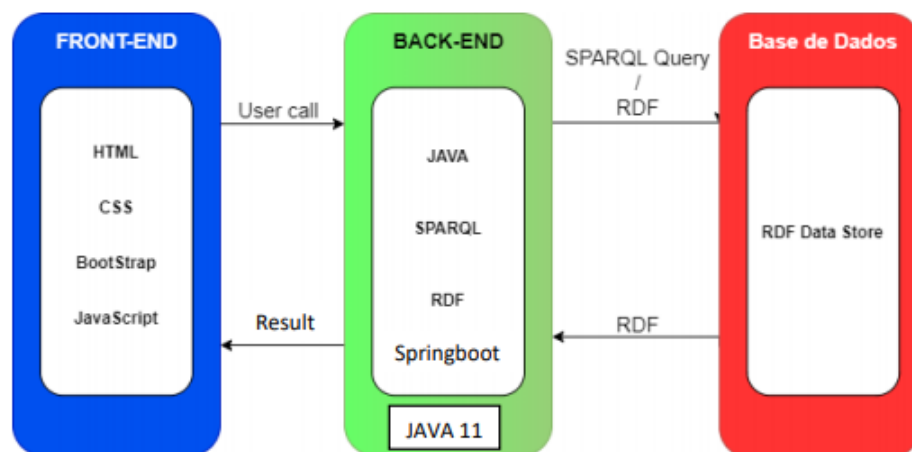 FRONT-END
HTML
CSS
BootStrap
JavaScript
User call
Result
BACK-END
JAVA
SPARQL
RDF
Springboot
JAVA 11
SPARQL Query
/
RDF
RDF
Base de Dados
RDF Data Store